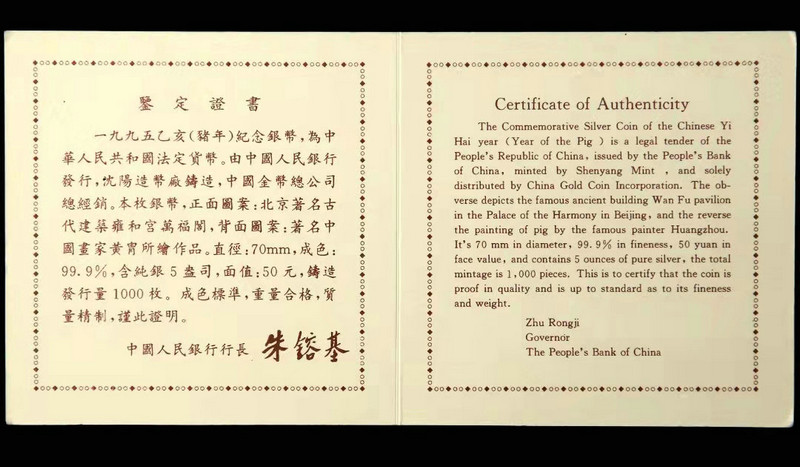 鑒定證書
一九九五乙亥(豬年)紀念銀幣,為中
華人民共和國法定貨幣。由中國人民銀行
發行,沈陽造幣廠鑄造,中國金幣總公司
總經銷。本枚銀幣,正面圖案:北京著名古
代建築雍和宮萬福閣,背面圖案:著名中
國畫家黃胄所繪作品。直徑:70mm,成色:
99.9%,含純銀5盎司,面值:50元,鑄造
發行量1000枚。成色標準,重量合格,質
量精制,謹此證明。
中國人民銀行行長 朱鎔基
Certificate of Authenticity
The Commemorative Silver Coin of the Chinese Yi
Hai year (Year of the Pig ) is a legal tender of the
People's Republic of China, issued by the People's Bank
of China, minted by Shenyang Mint , and solely
distributed by China Gold Coin Incorporation. The ob-
verse depicts the famous ancient building Wan Fu pavilion
in the Palace of the Harmony in Beijing, and the reverse
the painting of pig by the famous painter Huangzhou.
It's 70 mm in diameter, 99.9% in fineness, 50 yuan in
face value, and contains 5 ounces of pure silver, the total
mintage is 1,000 pieces. This is to certify that the coin is
proof in quality and is up to standard as to its fineness
and weight.
Zhu Rongji
Governor
The People's Bank of China